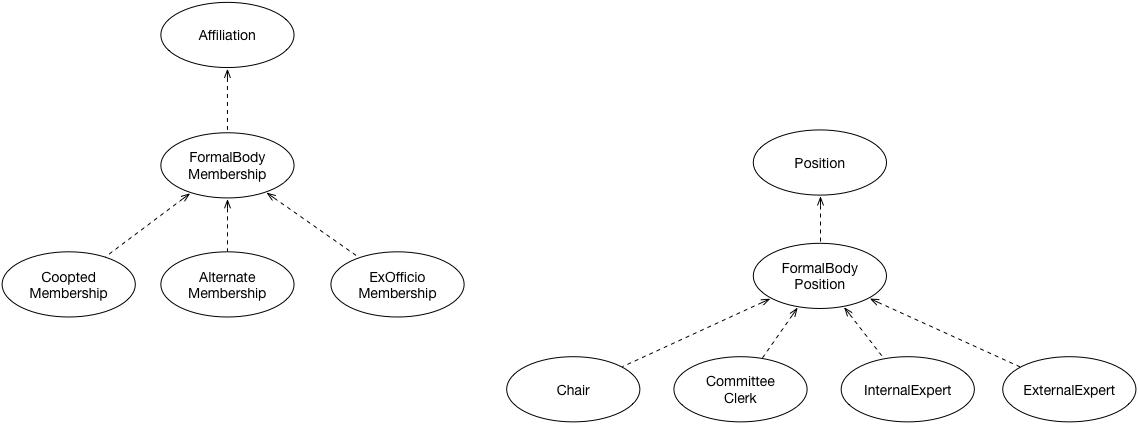 Affiliation
FormalBody
Membership
Coopted
Membership
Alternate
Membership
ExOfficio
Membership
Position
FormalBody
Position
Chair
Committee
Clerk
InternalExpert
ExternalExpert